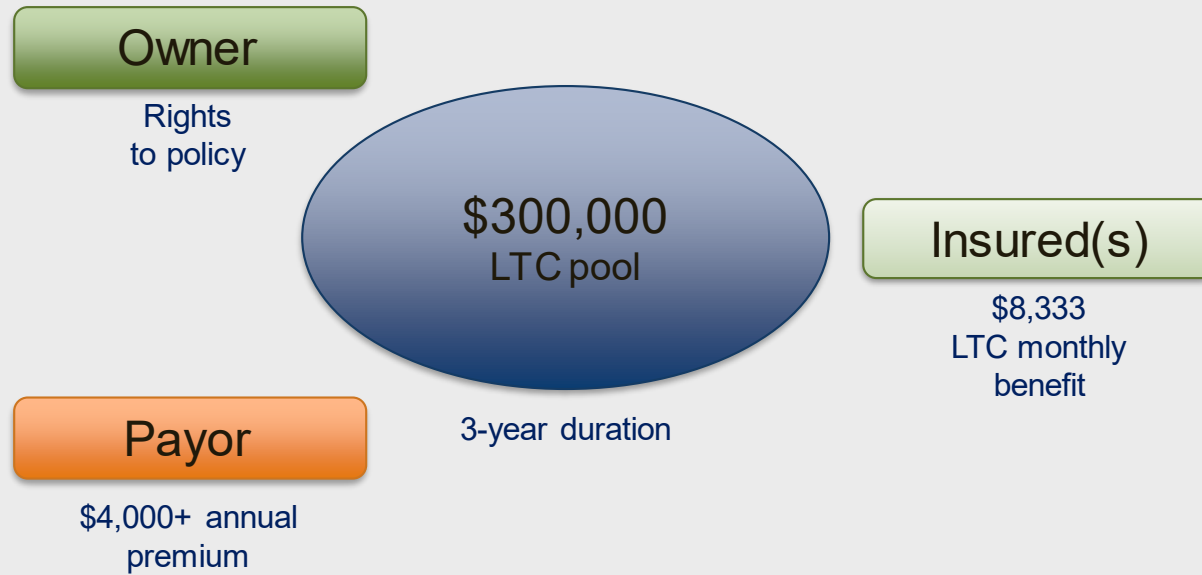 Owner
Rights
to policy
$300,000
LTC pool
3-year duration
Insured(s)
$8,333
LTC monthly
benefit
Payor
$4,000+ annual
premium